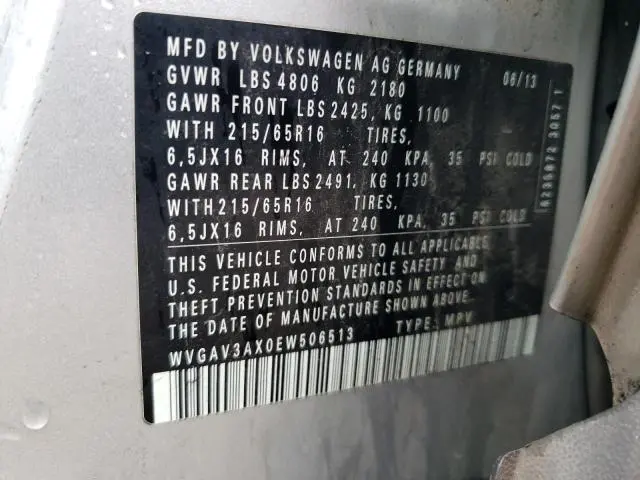 MFD BY VOLKSWAGEN AG GERMANY 06/13
GVWR LBS 4806 KG 2180
GAWR FRONT LBS 2425, KG 1100
WITH 215/65R16 TIRES,
6,5JX16 RIMS, AT 240 KPA, 35 PSI COLD
GAWR REAR LBS 2491, KG 1130
WITH 215/65R16 TIRES,
6,5JX16 RIMS, AT 240 KPA, 35 PSI COLD
THIS VEHICLE CONFORMS TO ALL APPLICABLE
U.S. FEDERAL MOTOR VEHICLE SAFETY AND
THEFT PREVENTION STANDARDS IN EFFECT ON
THE DATE OF MANUFACTURE SHOWN ABOVE.
WVGAV3AX0EW506513 TYPE: MPV